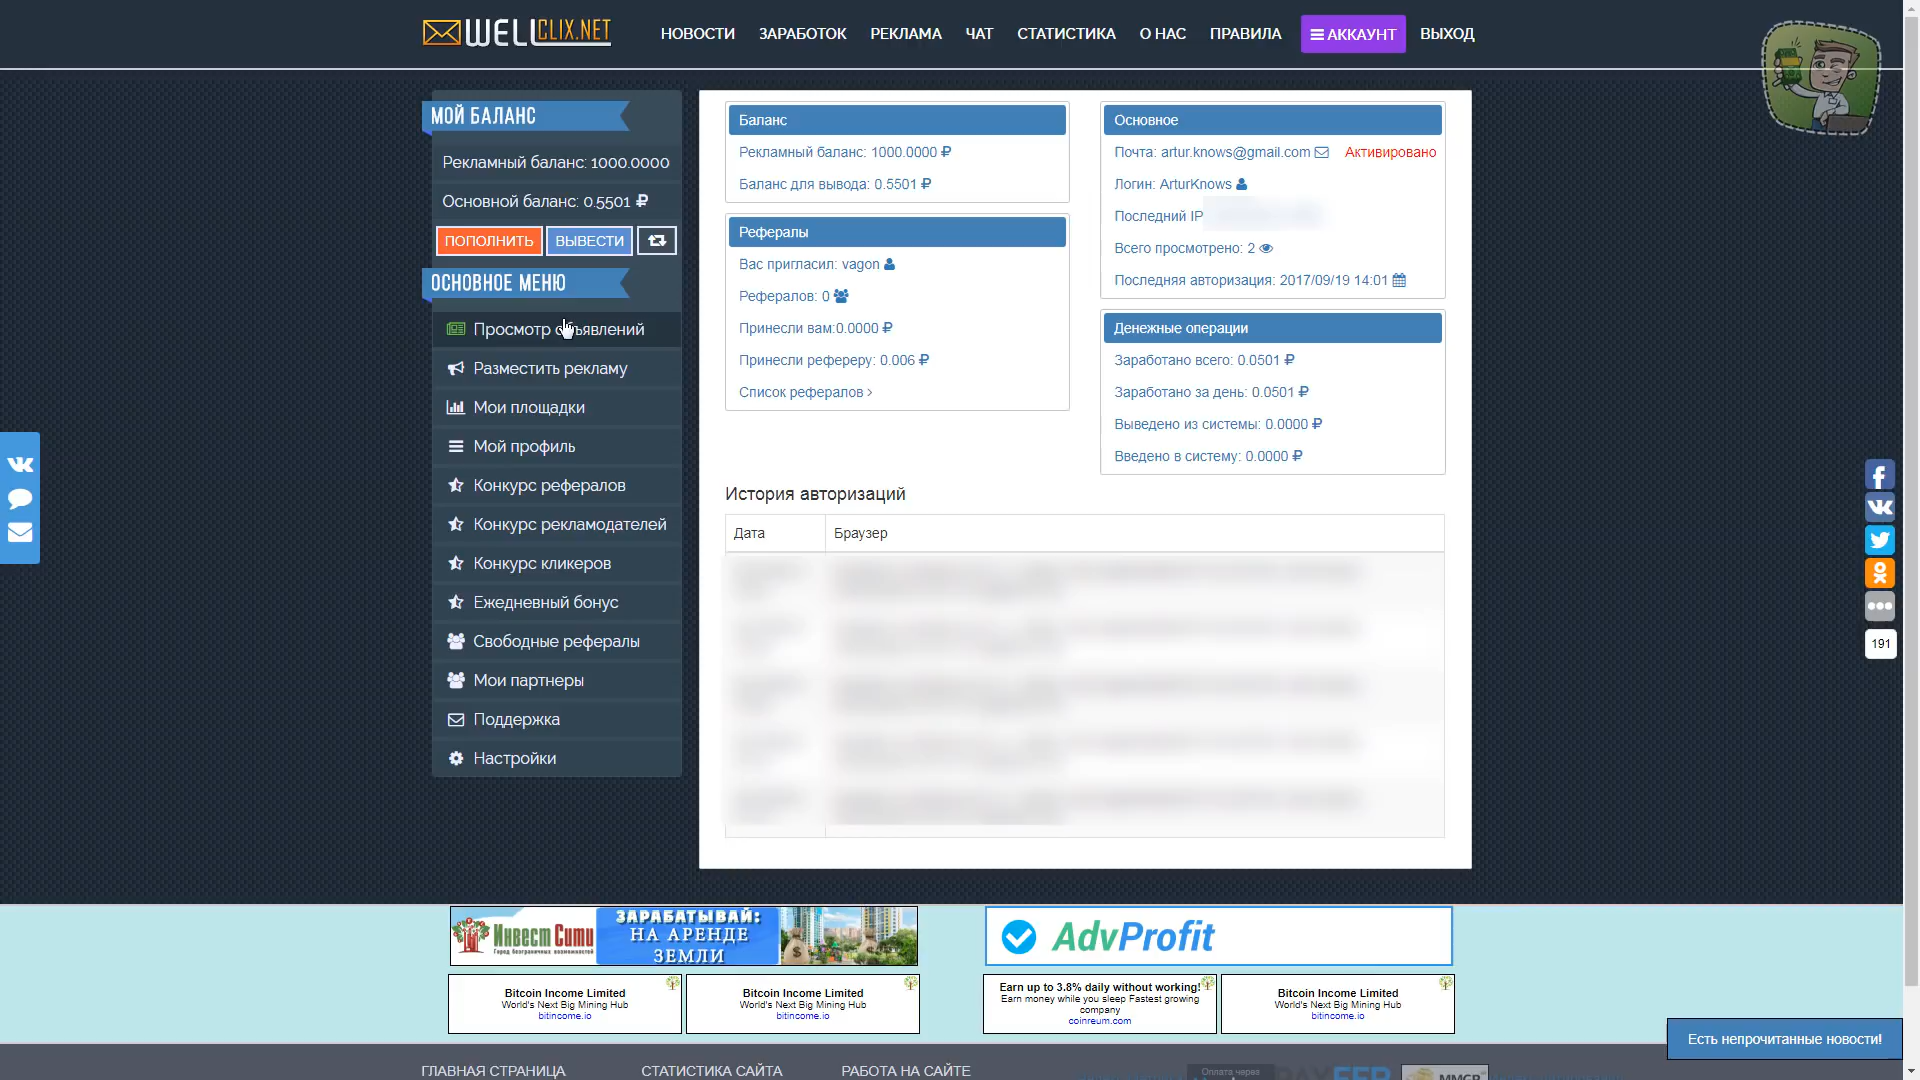 WELLCLIX.NET
НОВОСТИ ЗАРАБОТОК РЕКЛАМА ЧАТ СТАТИСТИКА О НАС ПРАВИЛА АККАУНТ ВЫХОД
МОЙ БАЛАНС
Рекламный баланс: 1000.0000
Основной баланс: 0.5501 ₽
ПОПОЛНИТЬ ВЫВЕСТИ
ОСНОВНОЕ МЕНЮ
Просмотр объявлений
Разместить рекламу
Мои площадки
Мой профиль
Конкурс рефералов
Конкурс рекламодателей
Конкурс кликеров
Ежедневный бонус
Свободные рефералы
Мои партнеры
Поддержка
Настройки
Баланс
Рекламный баланс: 1000.0000 ₽
Баланс для вывода: 0.5501 ₽
Рефералы
Вас пригласил: vagon
Рефералов: 0
Принесли вам:0.0000 ₽
Принесли рефереру: 0.006 ₽
Список рефералов
Основное
Почта: artur.knows@gmail.com Активировано
Логин: ArturKnows
Последний IP
Всего просмотрено: 2
Последняя авторизация: 2017/09/19 14:01
Денежные операции
Заработано всего: 0.0501 ₽
Заработано за день: 0.0501 ₽
Выведено из системы: 0.0000 ₽
Введено в систему: 0.0000 ₽
История авторизаций
Дата Браузер
191
Инвест Сити
Город безграничных возможностей
ЗАРАБАТЫВАЙ:
НА АРЕНДЕ
ЗЕМЛИ
AdvProfit
Bitcoin Income Limited
World's Next Big Mining Hub
bitincome.io
Bitcoin Income Limited
World's Next Big Mining Hub
bitincome.io
Earn up to 3.8% daily without working!
Earn money while you sleep Fastest growing
company
coinreum.com
Bitcoin Income Limited
World's Next Big Mining Hub
bitincome.io
Есть непрочитанные новости!
ГЛАВНАЯ СТРАНИЦА СТАТИСТИКА САЙТА РАБОТА НА САЙТЕ
Оплата через